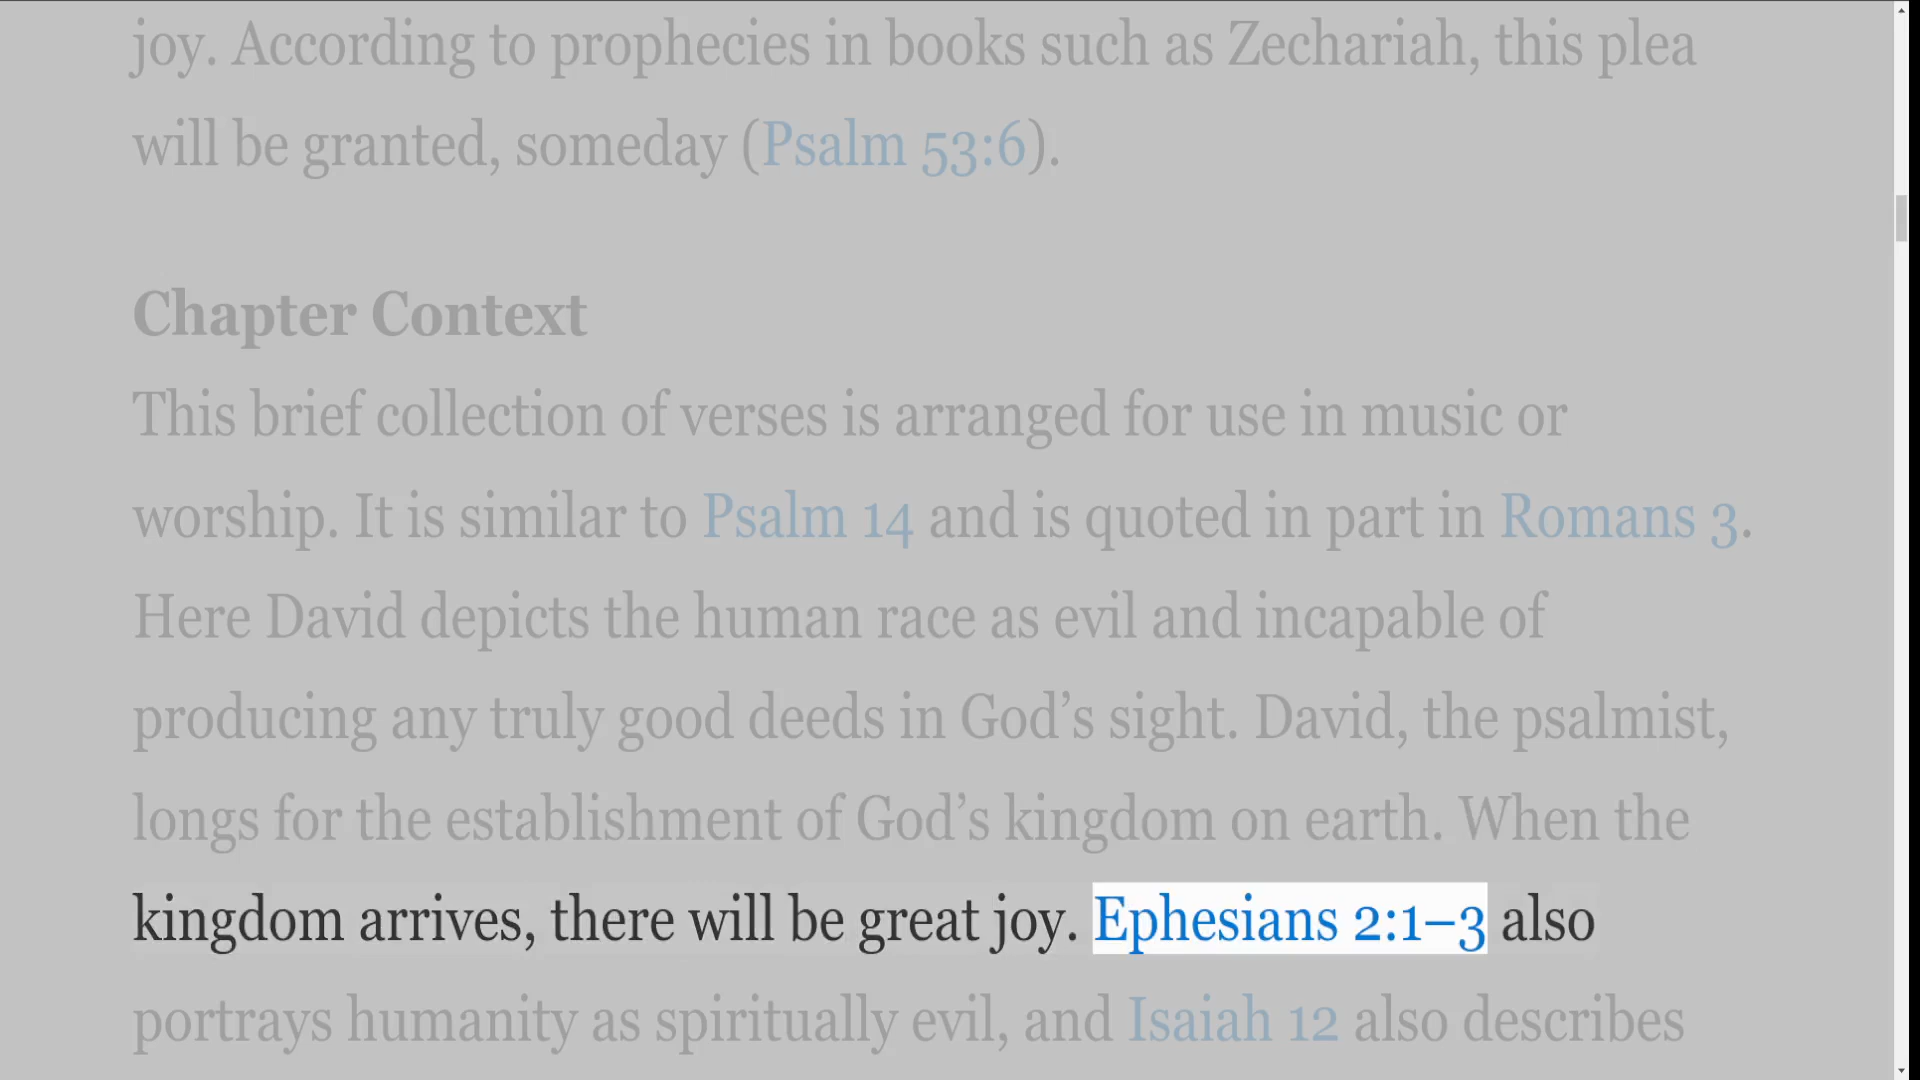 joy. According to prophecies in books such as Zechariah, this plea
will be granted, someday (Psalm 53:6).
Chapter Context
This brief collection of verses is arranged for use in music or
worship. It is similar to Psalm 14 and is quoted in part in Romans 3.
Here David depicts the human race as evil and incapable of
producing any truly good deeds in God’s sight. David, the psalmist,
longs for the establishment of God’s kingdom on earth. When the
kingdom arrives, there will be great joy. Ephesians 2:1–3 also
portrays humanity as spiritually evil, and Isaiah 12 also describes